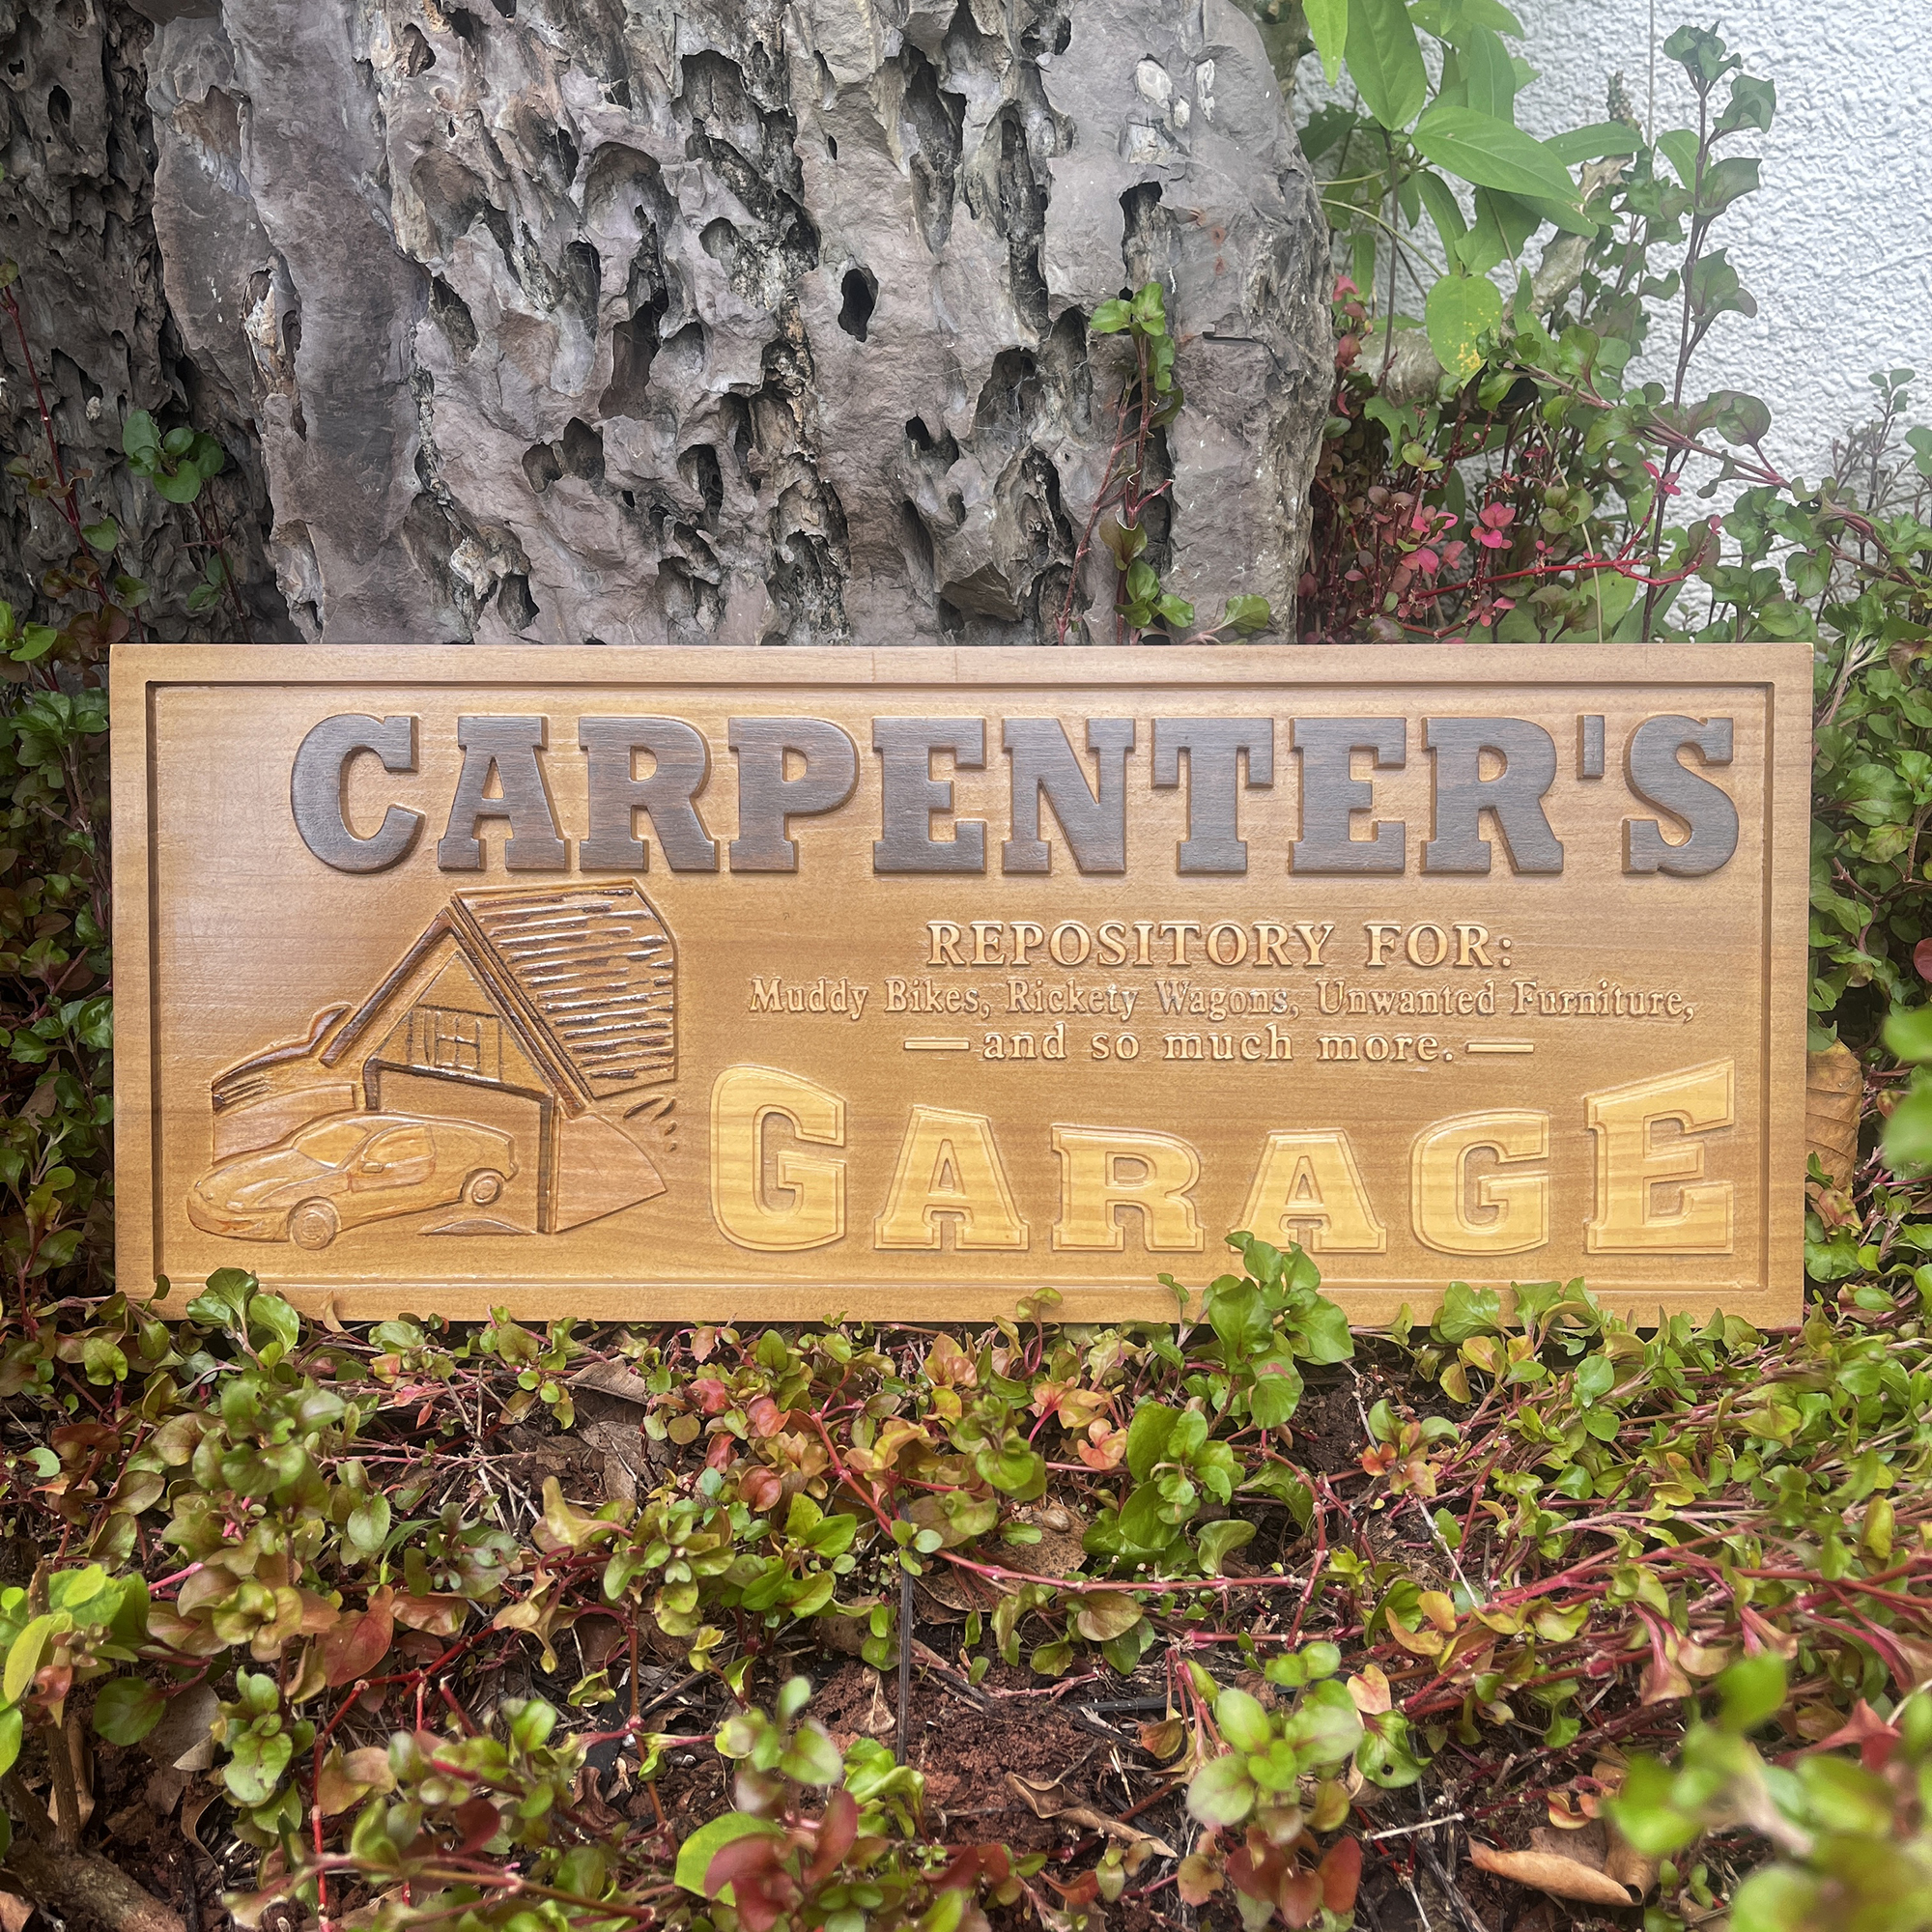 CARPENTER'S
REPOSITORY FOR:
Muddy Bikes, Rickety Wagons, Unwanted Furniture,
—and so much more.—
GARAGE